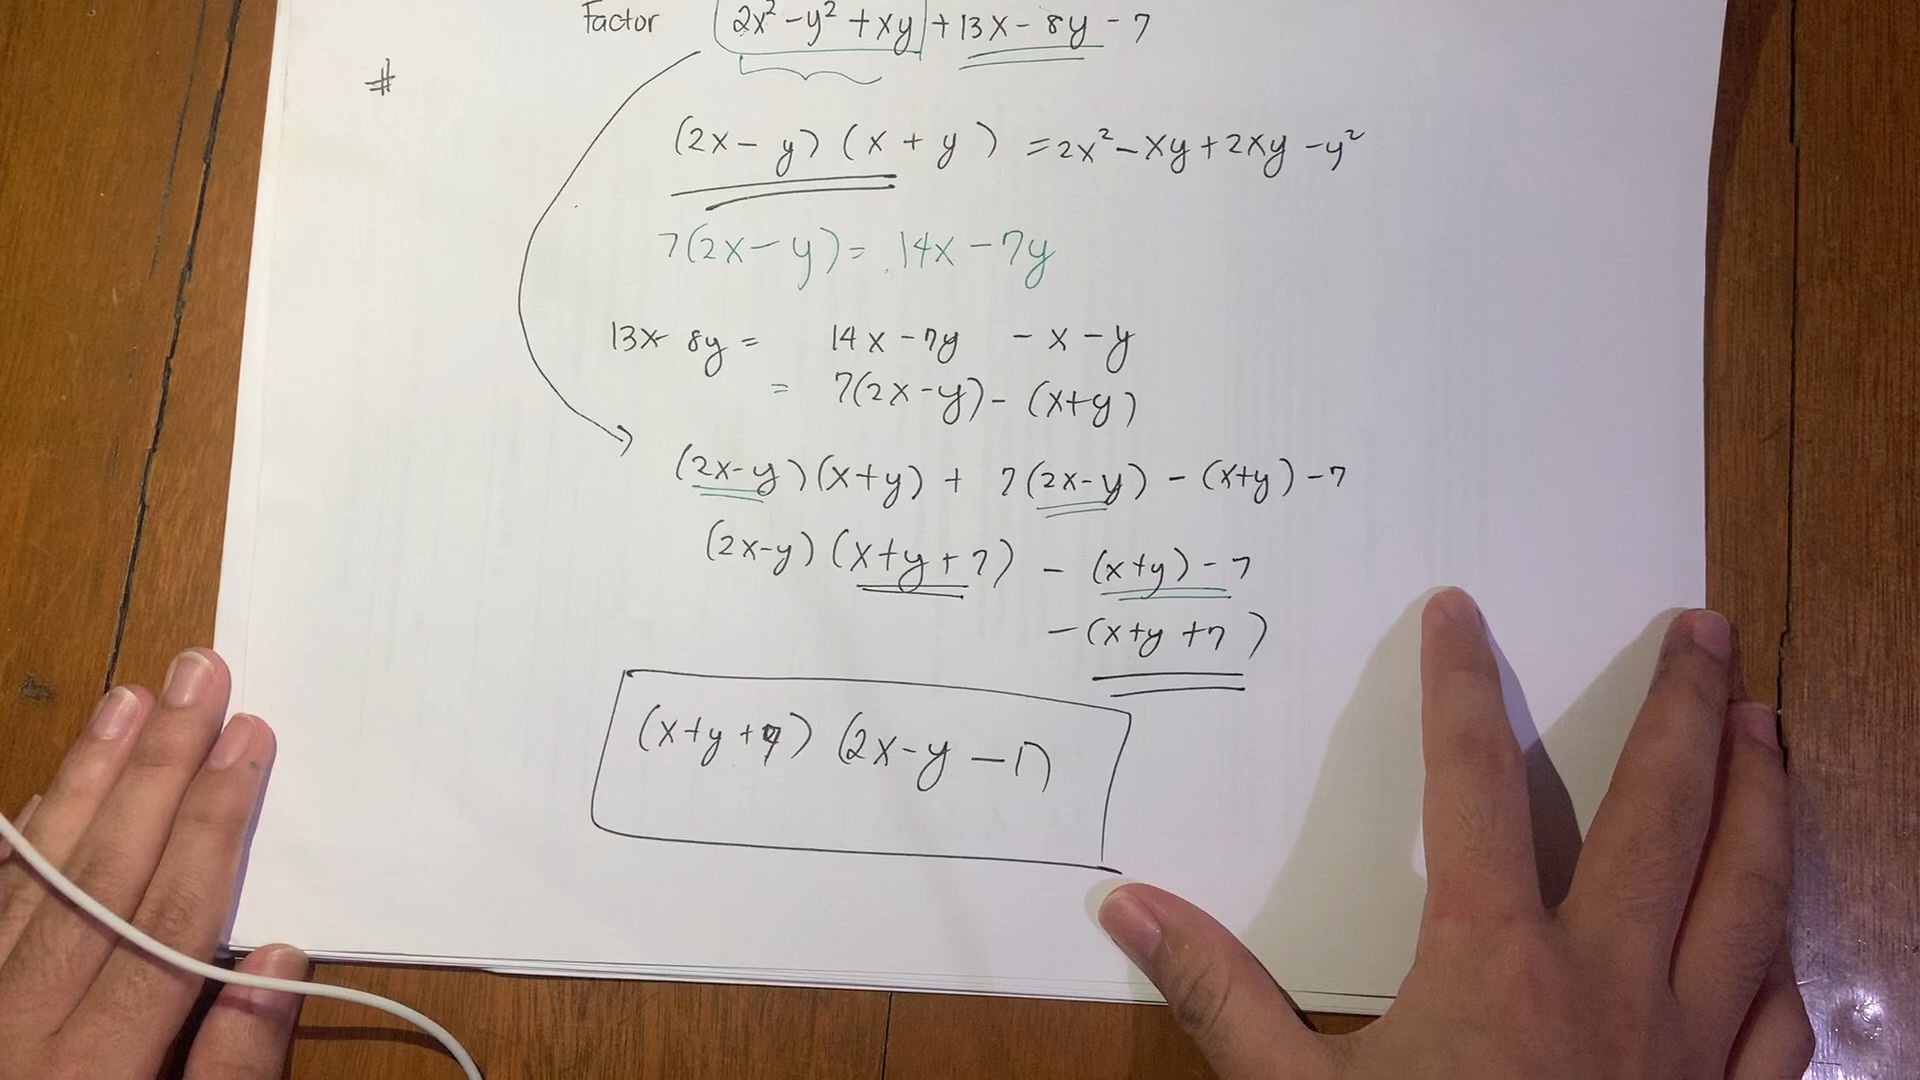 Factor 2x² - y² + xy + 13x - 8y - 7
#
(2x - y) (x + y) = 2x² - xy + 2xy - y²
7(2x - y) = 14x - 7y
13x 8y = 14x - 7y - x - y
= 7(2x - y) - (x+y)
(2x-y)(x+y) + 7(2x-y) - (x+y) - 7
(2x-y) (x+y+7) - (x+y) - 7
-(x+y+7)
(x+y+7) (2x-y-1)